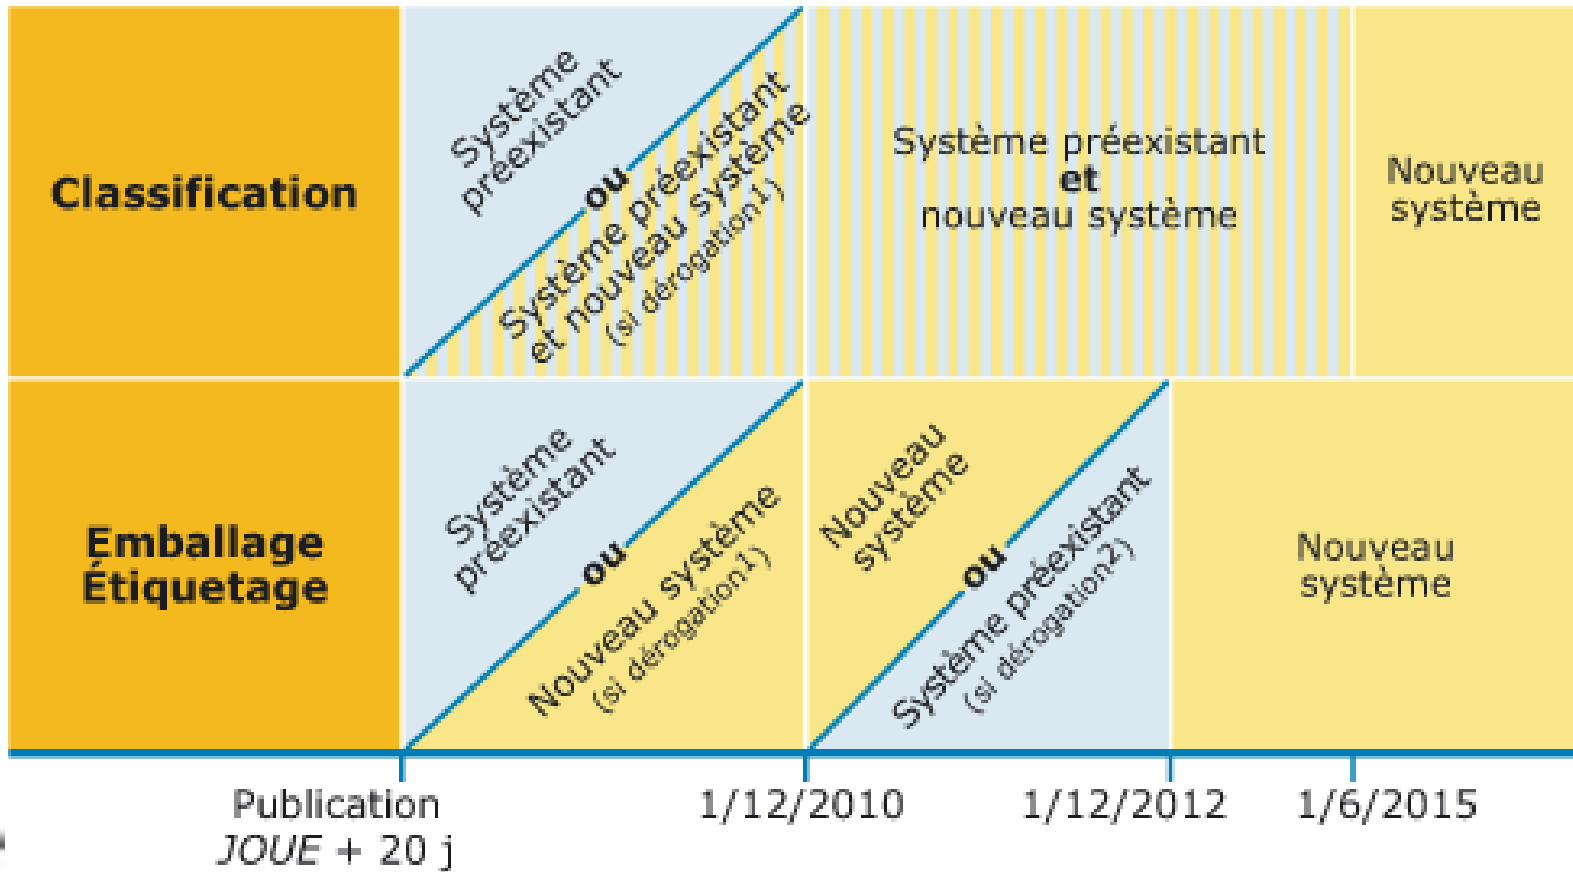 Classification
Système
préexistant
ou
Système préexistant
et nouveau système
(si dérogation¹)
Système préexistant
et
nouveau système
Nouveau
système
Emballage
Étiquetage
Système
préexistant
ou
Nouveau système
(si dérogation¹)
Nouveau
système
ou
Système préexistant
(si dérogation²)
Nouveau
système
Publication
JOUE + 20 j
1/12/2010
1/12/2012
1/6/2015